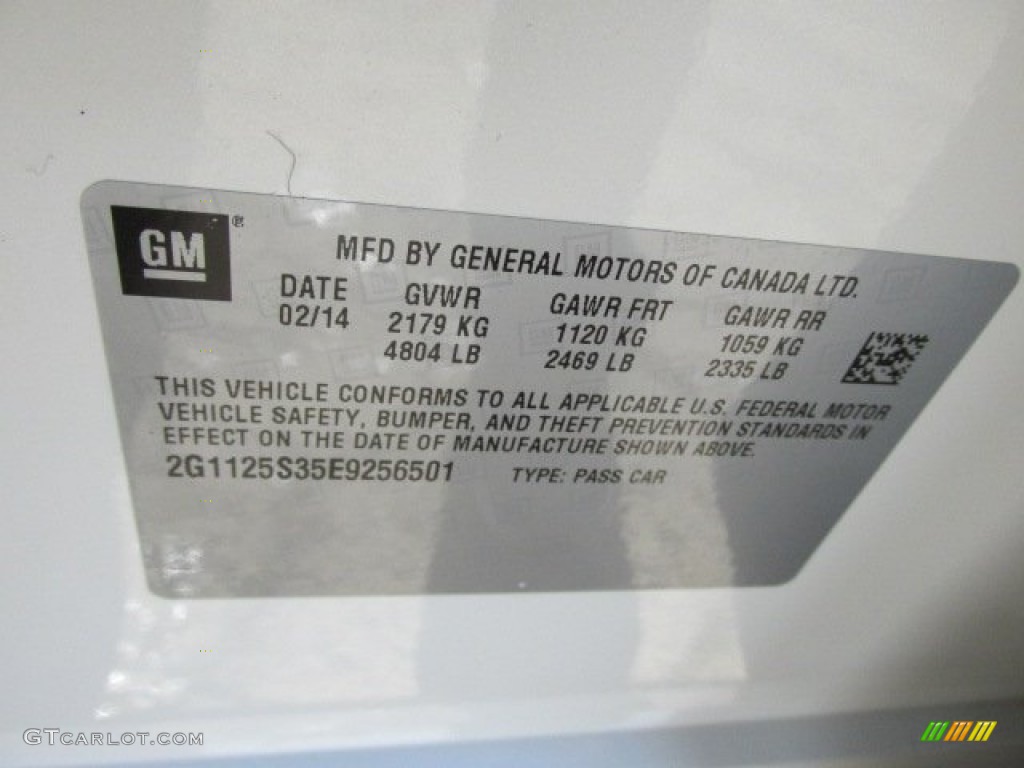 GM ®
MFD BY GENERAL MOTORS OF CANADA LTD.
DATE GVWR GAWR FRT GAWR RR
02/14 2179 KG 1120 KG 1059 KG
4804 LB 2469 LB 2335 LB
THIS VEHICLE CONFORMS TO ALL APPLICABLE U.S. FEDERAL MOTOR
VEHICLE SAFETY, BUMPER, AND THEFT PREVENTION STANDARDS IN
EFFECT ON THE DATE OF MANUFACTURE SHOWN ABOVE.
2G1125S35E9256501 TYPE: PASS CAR
GTCARLOT.COM